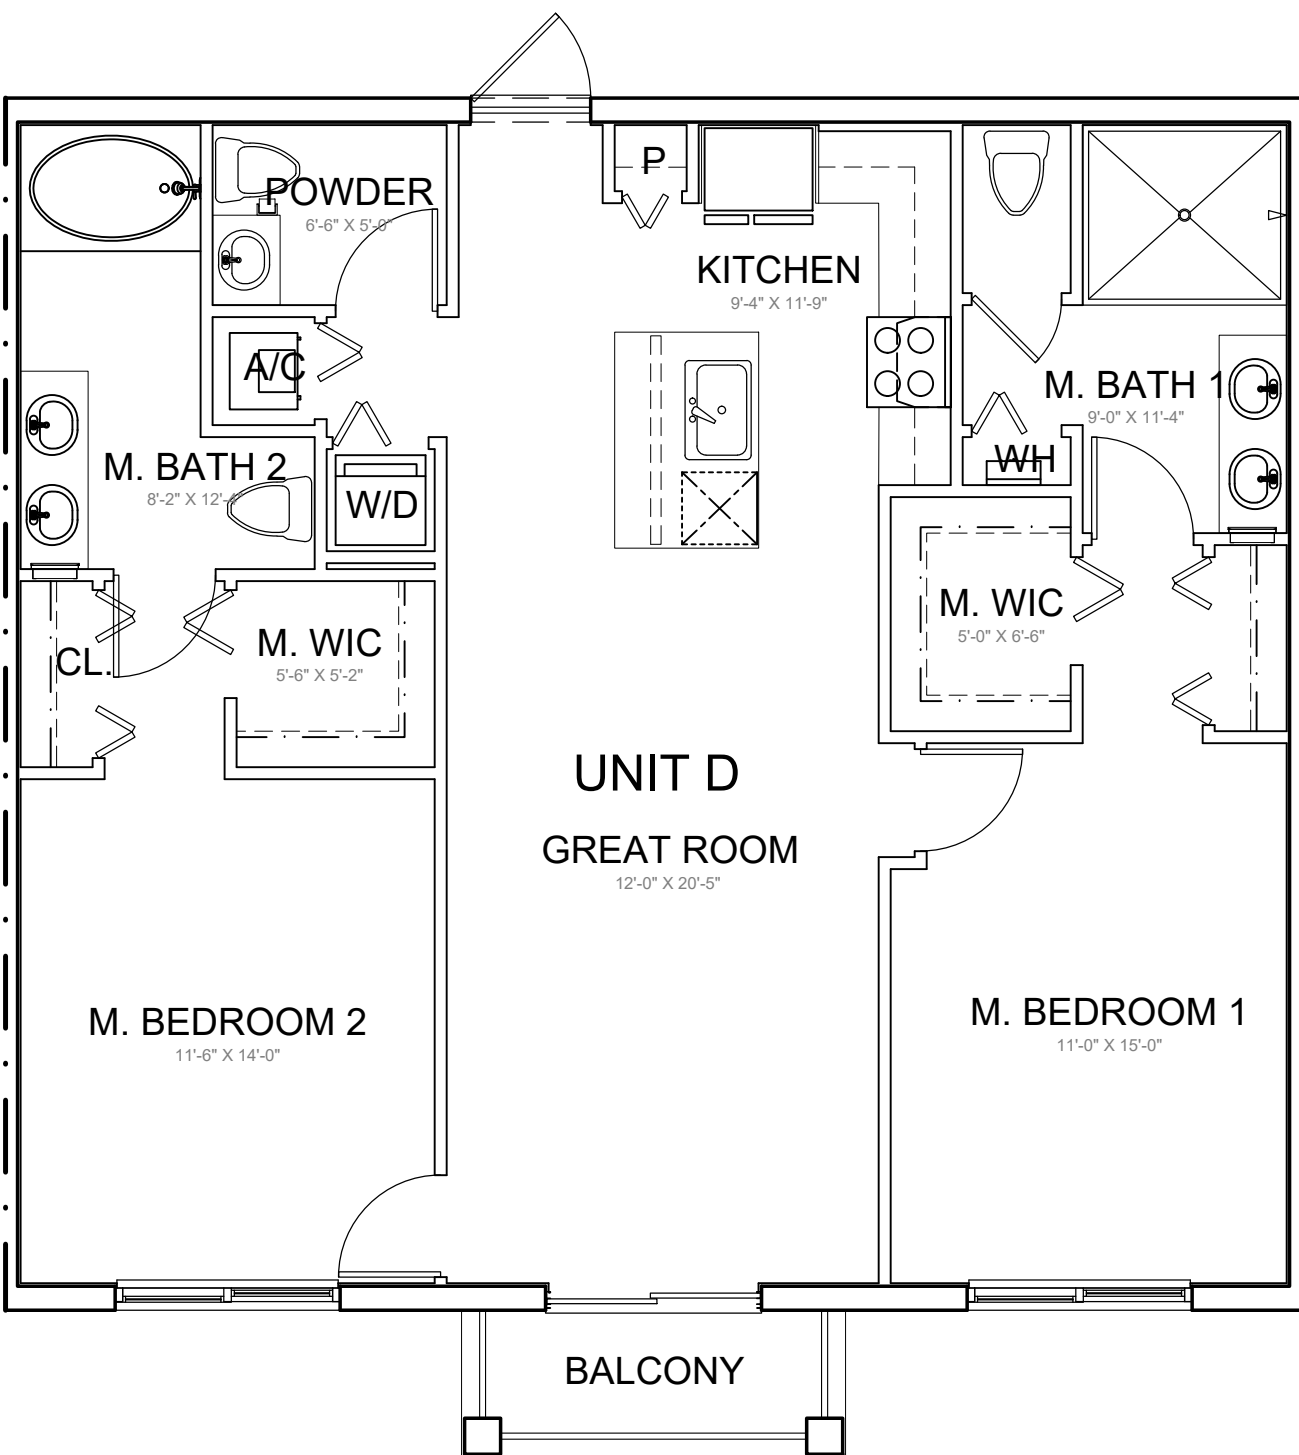 P
POWDER
6'-6" X 5'-0"
KITCHEN
9'-4" X 11'-9"
A/C
M. BATH 1
9'-0" X 11'-4"
WH
M. BATH 2
8'-2" X 12'-4"
W/D
M. WIC
5'-0" X 6'-6"
M. WIC
5'-6" X 5'-2"
CL.
UNIT D
GREAT ROOM
12'-0" X 20'-5"
M. BEDROOM 2
11'-6" X 14'-0"
M. BEDROOM 1
11'-0" X 15'-0"
BALCONY